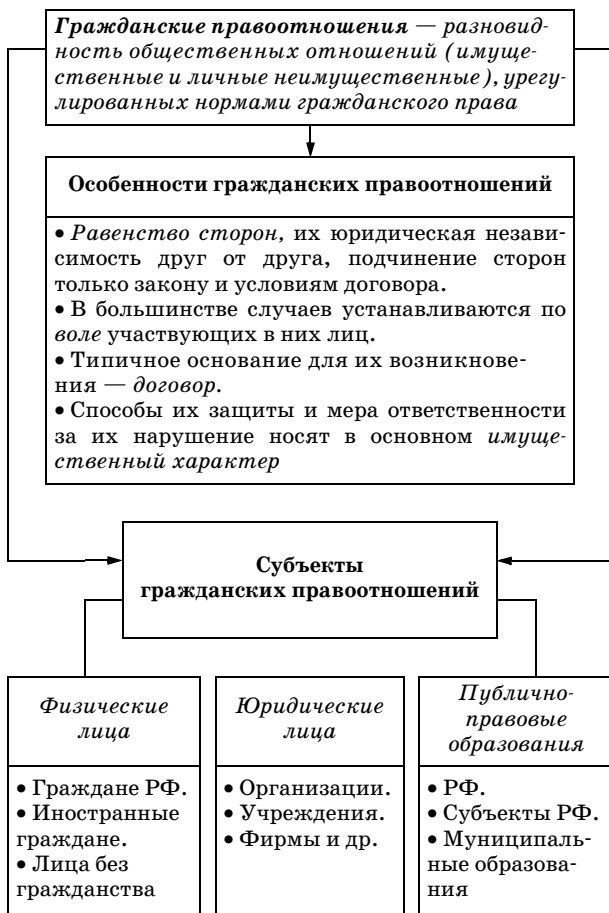 Гражданские правоотношения — разновид-
ность общественных отношений (имуще-
ственные и личные неимущественные), урегу-
лированных нормами гражданского права
Особенности гражданских правоотношений
• Равенство сторон, их юридическая незави-
симость друг от друга, подчинение сторон
только закону и условиям договора.
• В большинстве случаев устанавливаются по
воле участвующих в них лиц.
• Типичное основание для их возникнове-
ния — договор.
• Способы их защиты и мера ответственности
за их нарушение носят в основном имуще-
ственный характер
Субъекты
гражданских правоотношений
Физические
лица
• Граждане РФ.
• Иностранные
граждане.
• Лица без
гражданства
Юридические
лица
• Организации.
• Учреждения.
• Фирмы и др.
Публично-
правовые
образования
• РФ.
• Субъекты РФ.
• Муниципаль-
ные образова-
ния